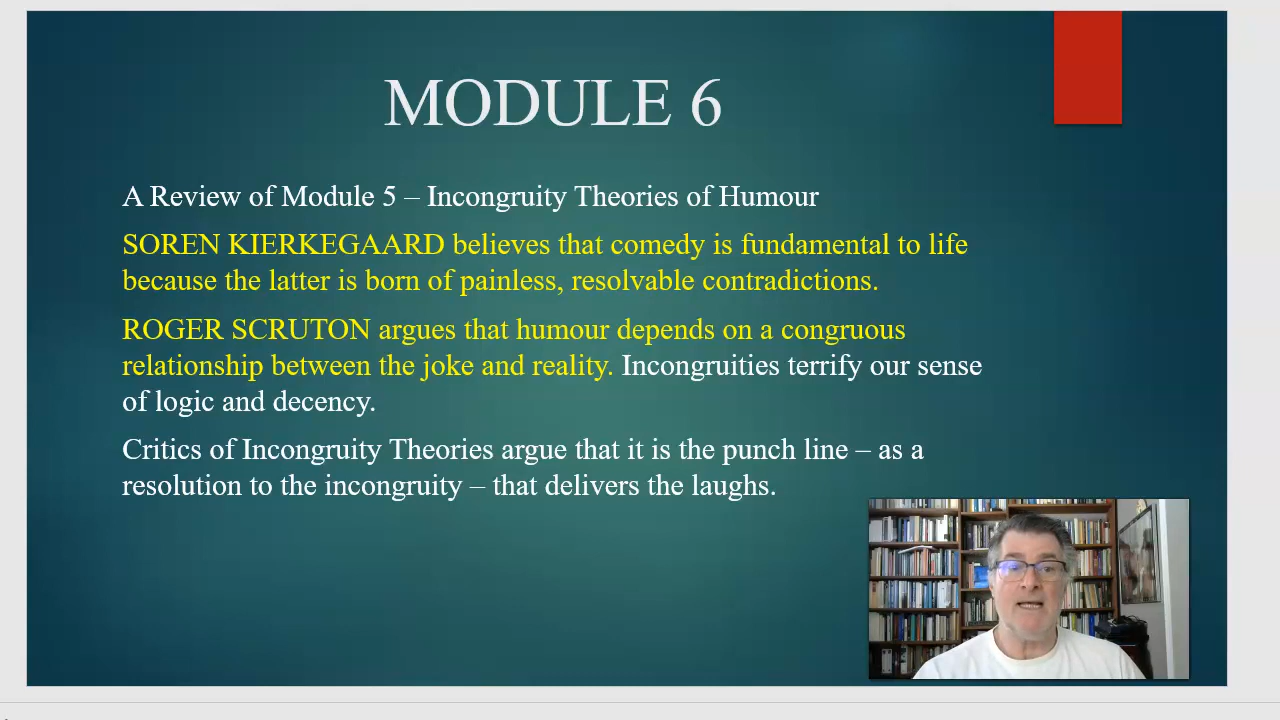 MODULE 6
A Review of Module 5 – Incongruity Theories of Humour
SOREN KIERKEGAARD believes that comedy is fundamental to life
because the latter is born of painless, resolvable contradictions.
ROGER SCRUTON argues that humour depends on a congruous
relationship between the joke and reality. Incongruities terrify our sense
of logic and decency.
Critics of Incongruity Theories argue that it is the punch line – as a
resolution to the incongruity – that delivers the laughs.